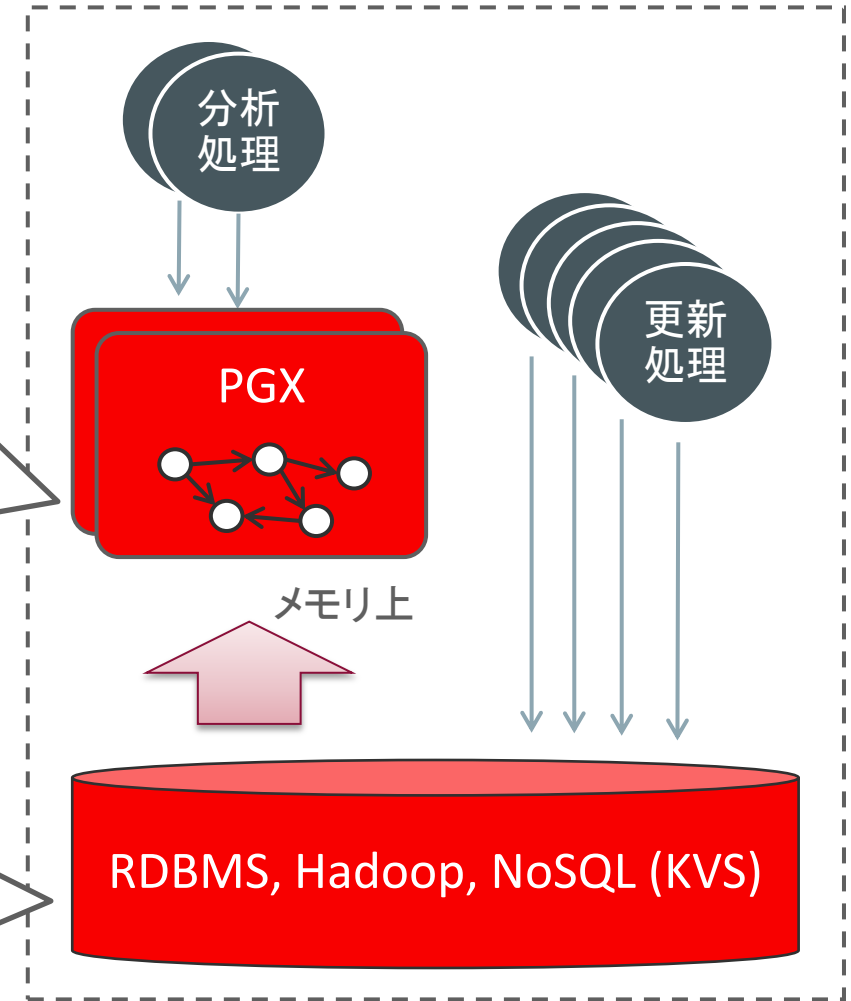 分析
処理
更新
処理
PGX
メモリ上
RDBMS, Hadoop, NoSQL (KVS)